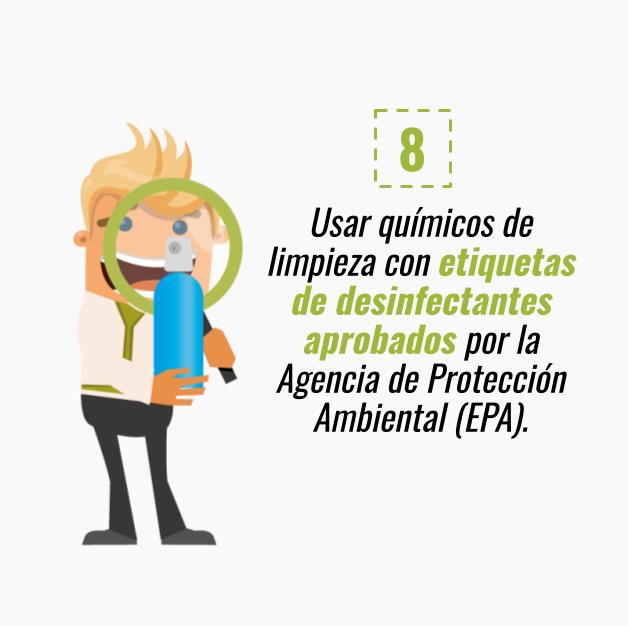 8
Usar químicos de
limpieza con etiquetas
de desinfectantes
aprobados por la
Agencia de Protección
Ambiental (EPA).